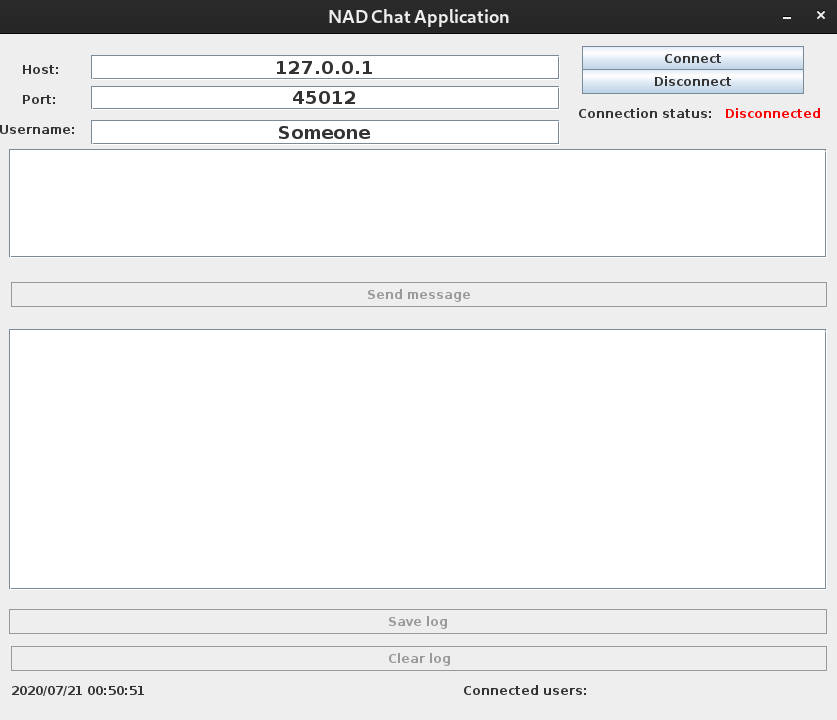 NAD Chat Application
Host: 127.0.0.1
Connect
Port: 45012
Disconnect
Username: Someone
Connection status: Disconnected
Send message
Save log
Clear log
2020/07/21 00:50:51 Connected users: